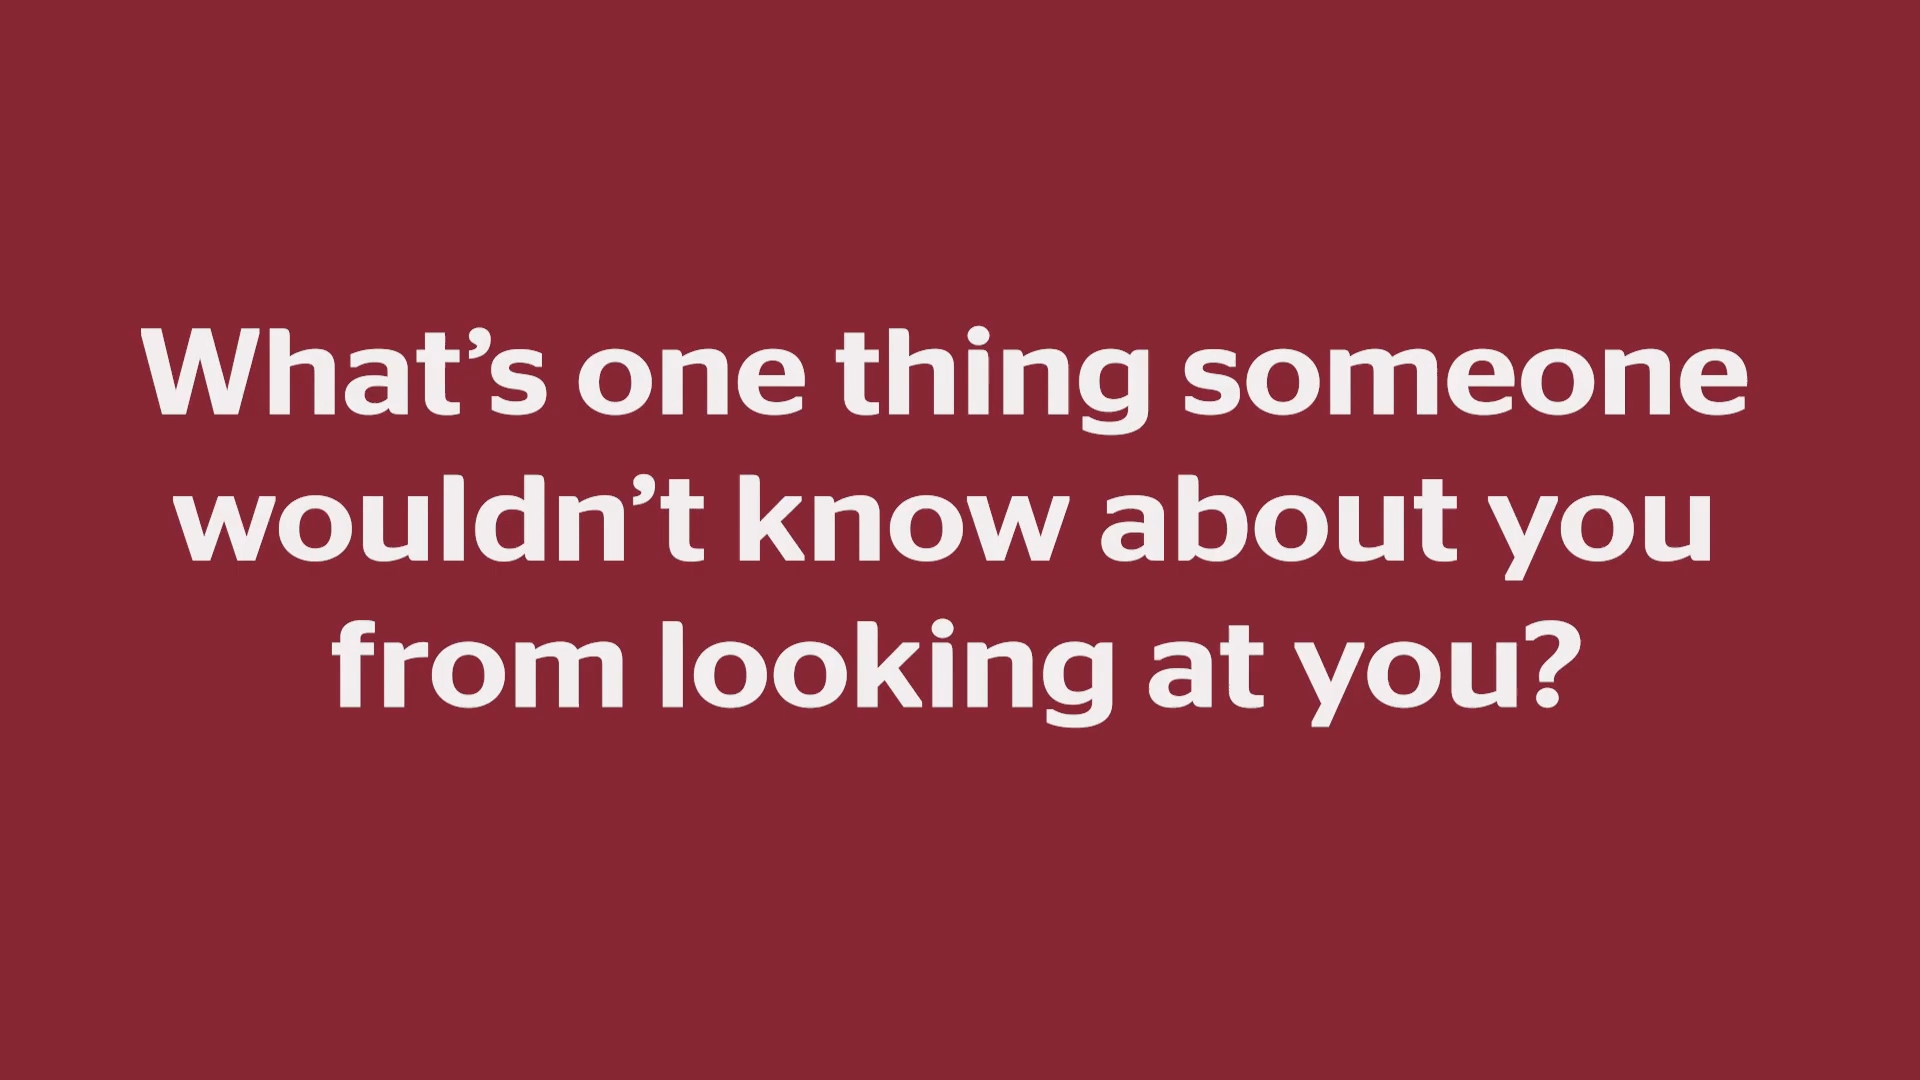 What’s one thing someone
wouldn’t know about you
from looking at you?